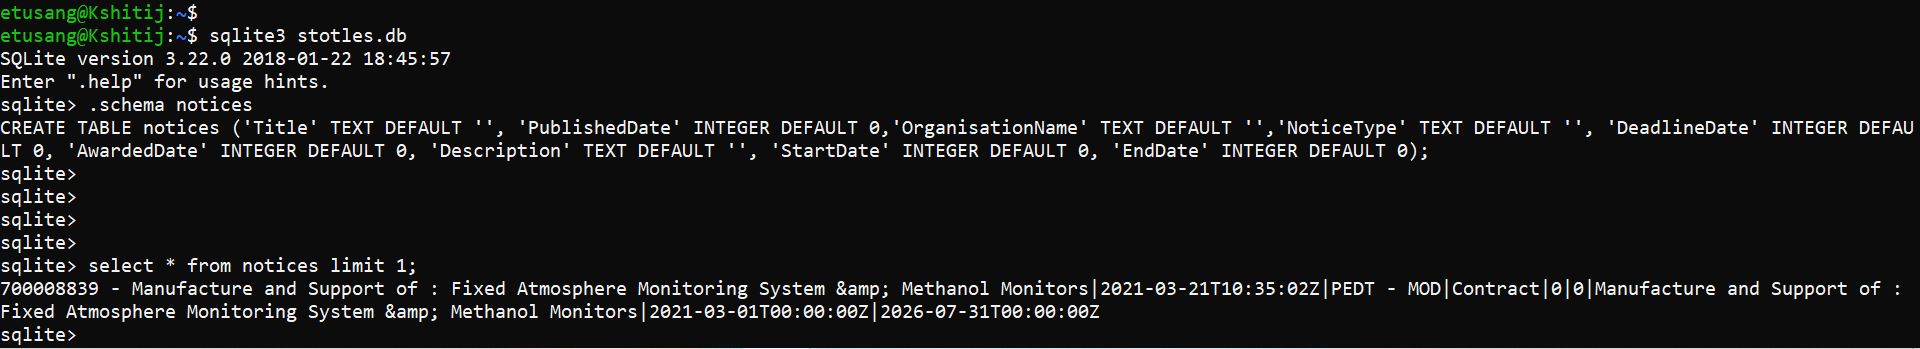 etusang@Kshitij:~$
etusang@Kshitij:~$ sqlite3 stotles.db
SQLite version 3.22.0 2018-01-22 18:45:57
Enter ".help" for usage hints.
sqlite> .schema notices
CREATE TABLE notices ('Title' TEXT DEFAULT '', 'PublishedDate' INTEGER DEFAULT 0,'OrganisationName' TEXT DEFAULT '','NoticeType' TEXT DEFAULT '', 'DeadlineDate' INTEGER DEFAU
LT 0, 'AwardedDate' INTEGER DEFAULT 0, 'Description' TEXT DEFAULT '', 'StartDate' INTEGER DEFAULT 0, 'EndDate' INTEGER DEFAULT 0);
sqlite>
sqlite>
sqlite>
sqlite>
sqlite> select * from notices limit 1;
700008839 - Manufacture and Support of : Fixed Atmosphere Monitoring System &amp; Methanol Monitors|2021-03-21T10:35:02Z|PEDT - MOD|Contract|0|0|Manufacture and Support of :
Fixed Atmosphere Monitoring System &amp; Methanol Monitors|2021-03-01T00:00:00Z|2026-07-31T00:00:00Z
sqlite>